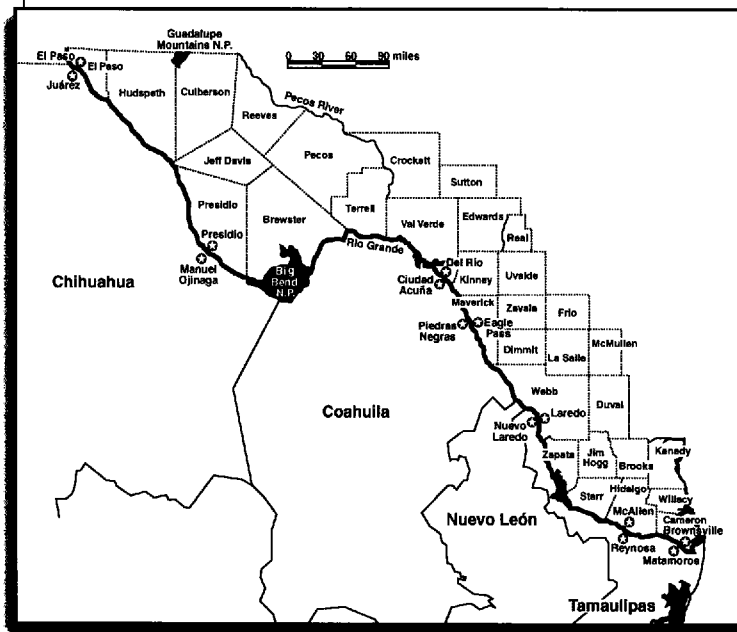 Guadalupe
Mountains N.P.
0 30 60 90 miles
El Paso
El Paso
Juárez
Hudspeth
Culberson
Reeves
Pecos River
Jeff Davis
Pecos
Crockett
Sutton
Presidio
Brewster
Terrell
Val Verde
Edwards
Real
Presidio
Rio Grande
Manuel
Ojinaga
Big
Bend
N.P.
Del Rio
Ciudad
Acuña
Kinney
Uvalde
Chihuahua
Maverick
Zavala
Frio
Piedras
Negras
Eagle
Pass
Dimmit
La Salle
McMullen
Coahuila
Webb
Laredo
Duval
Nuevo
Laredo
Zapata
Jim
Hogg
Brooks
Kenady
Starr
Hidalgo
Willacy
Nuevo León
McAllen
Cameron
Brownsville
Reynosa
Matamoros
Tamaulipas